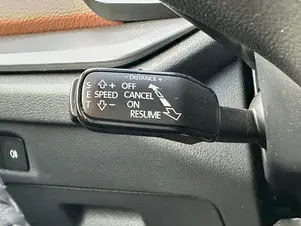 - DISTANCE +
S ⇧+ OFF
E SPEED CANCEL
T ⇩- ON
RESUME